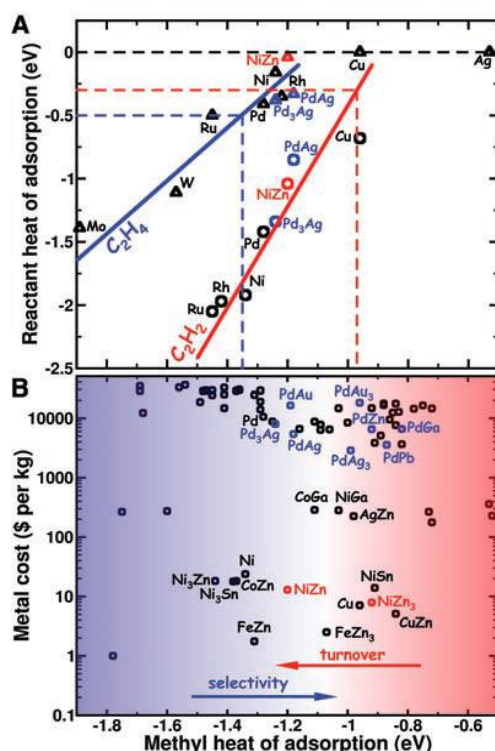 A
0
-0.5
-1
-1.5
-2
-2.5
Reactant heat of adsorption (eV)
NiZn
Cu
Ag
Ni
Rh
PdAg
Pd
Pd₃Ag
Ru
W
Mo
C₂H₄
Cu
PdAg
NiZn
Pd₃Ag
Pd
Rh
Ni
Ru
C₂H₂
B
10000
1000
100
10
1
0.1
Metal cost ($ per kg)
PdAu
PdAu₃
Pd
PdZn
PdGa
Pd₃Ag
PdAg
PdAg₃
PdPb
CoGa
NiGa
AgZn
Ni
Ni₃Zn
CoZn
Ni₃Sn
NiZn
NiSn
Cu
NiZn₃
CuZn
FeZn
FeZn₃
turnover
selectivity
-1.8
-1.6
-1.4
-1.2
-1
-0.8
-0.6
Methyl heat of adsorption (eV)